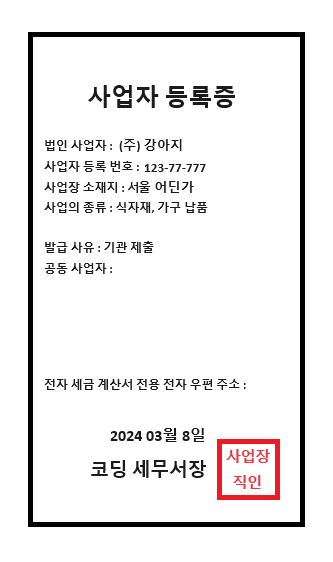 사업자 등록증
법인 사업자 : (주) 강아지
사업자 등록 번호 : 123-77-777
사업장 소재지 : 서울 어딘가
사업의 종류 : 식자재, 가구 납품
발급 사유 : 기관 제출
공동 사업자 :
전자 세금 계산서 전용 전자 우편 주소 :
2024 03월 8일
코딩 세무서장
사업장
직인